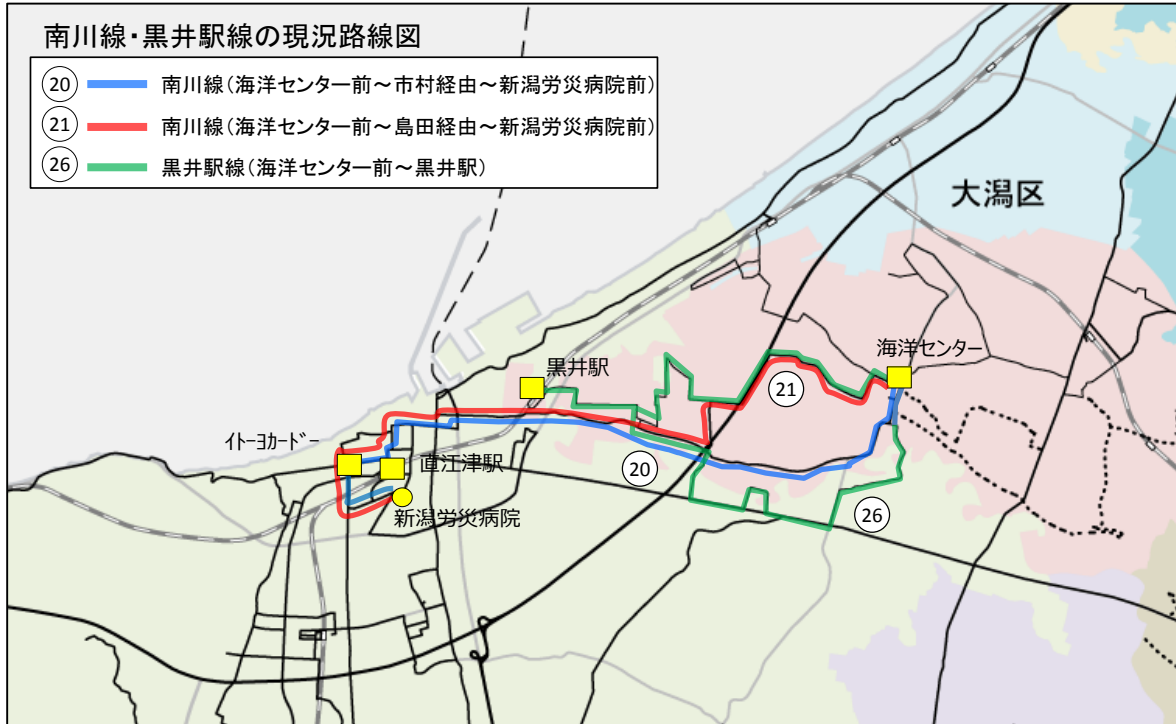 南川線・黒井駅線の現況路線図
20 南川線(海洋センター前～市村経由～新潟労災病院前)
21 南川線(海洋センター前～島田経由～新潟労災病院前)
26 黒井駅線(海洋センター前～黒井駅)
大潟区
海洋センター
黒井駅
21
ｲﾄｰﾖｶｰﾄﾞｰ
直江津駅
20
新潟労災病院
26